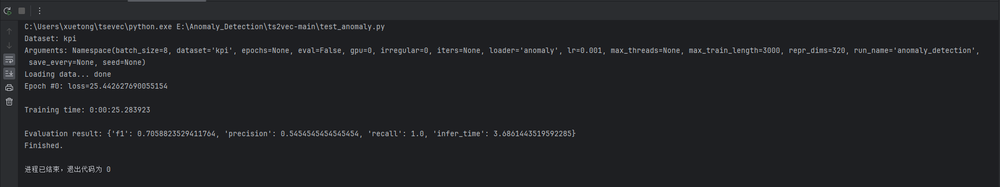 C:\Users\xuetong\tsevec\python.exe E:\Anomaly_Detection\ts2vec-main\test_anomaly.py
Dataset: kpi
Arguments: Namespace(batch_size=8, dataset='kpi', epochs=None, eval=False, gpu=0, irregular=0, iters=None, loader='anomaly', lr=0.001, max_threads=None, max_train_length=3000, repr_dims=320, run_name='anomaly_detection',
save_every=None, seed=None)
Loading data... done
Epoch #0: loss=25.442627690055154
Training time: 0:00:25.283923
Evaluation result: {'f1': 0.7058823529411764, 'precision': 0.5454545454545454, 'recall': 1.0, 'infer_time': 3.6861443519592285}
Finished.
进程已结束，退出代码为 0